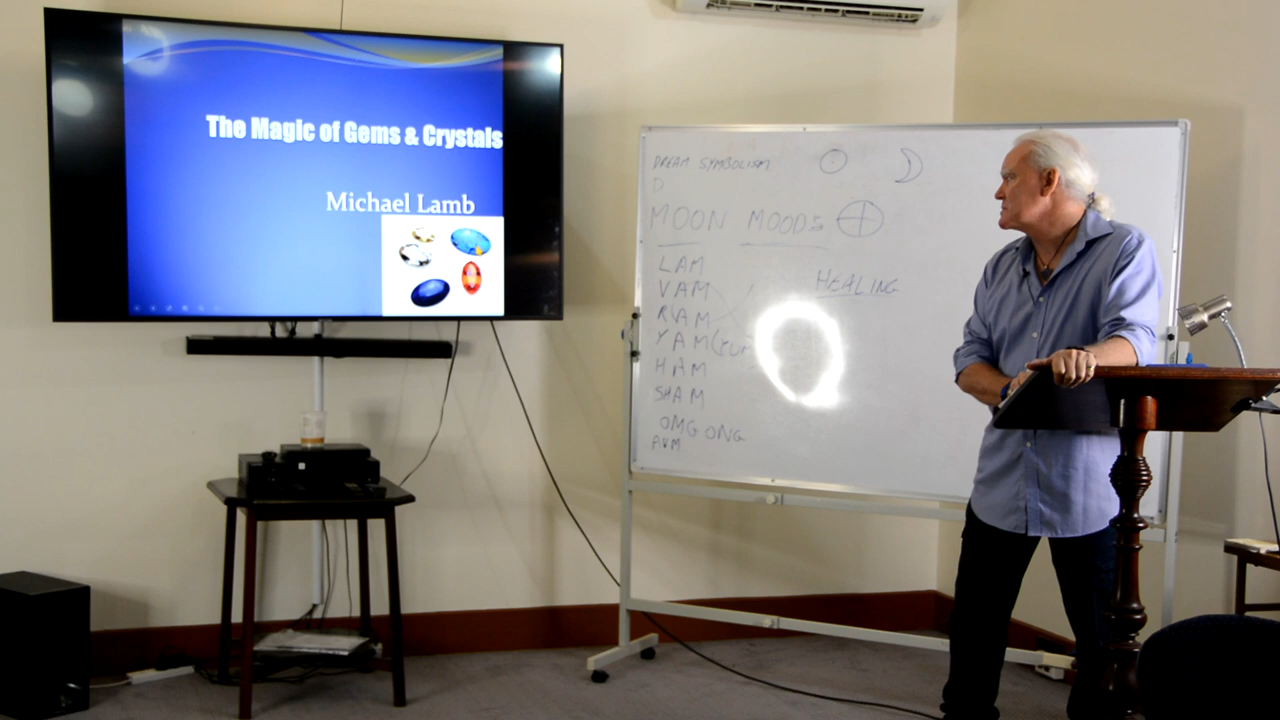 The Magic of Gems & Crystals
Michael Lamb
DREAM SYMBOLISM
D
MOON MOODS
HEALING
LAM
VAM
RAM
YAM
HAM
SHAM
OMG ONG
AUM